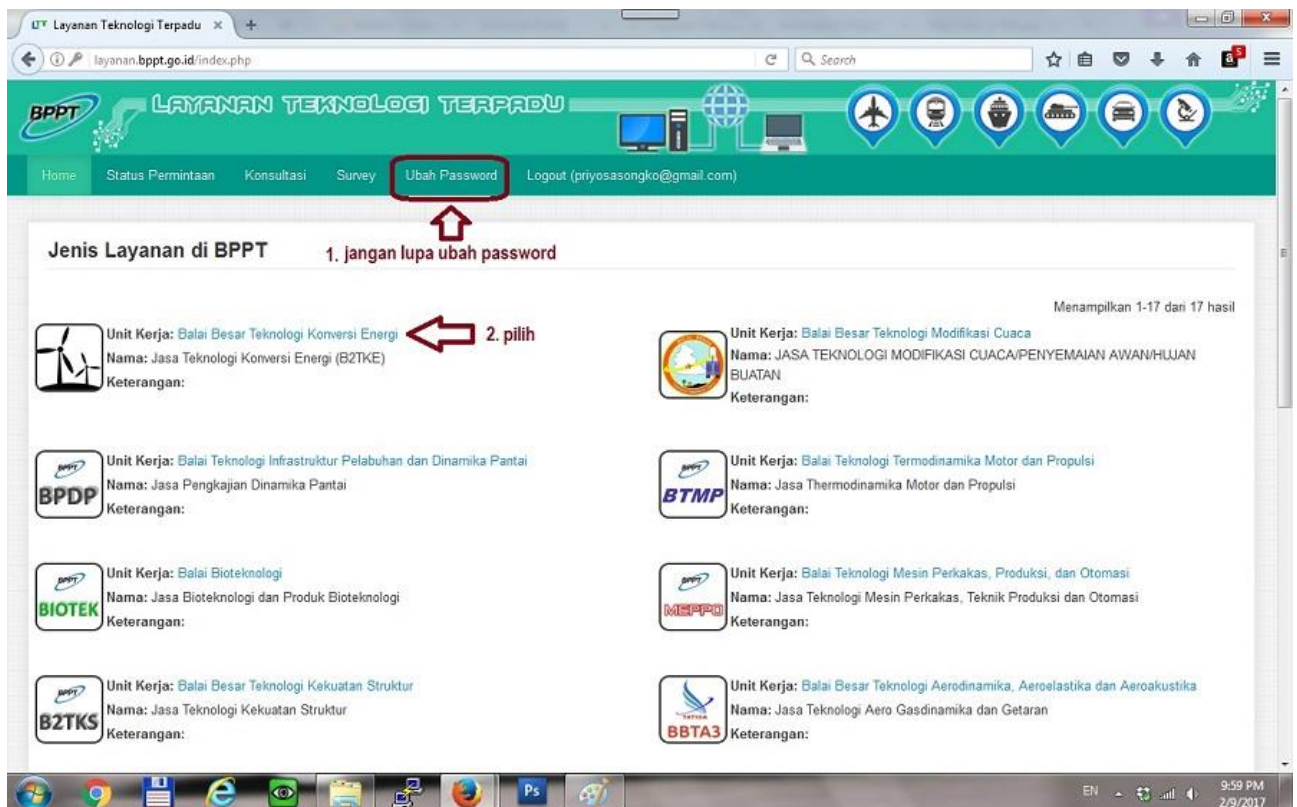 LTT Layanan Teknologi Terpadu
layanan.bppt.go.id/index.php
Search
5
BPPT
LAYANAN TEKNOLOGI TERPADU
Home Status Permintaan Konsultasi Survey Ubah Password Logout (priyosasongko@gmail.com)
Jenis Layanan di BPPT
1. jangan lupa ubah password
Menampilkan 1-17 dari 17 hasil
Unit Kerja: Balai Besar Teknologi Konversi Energi
2. pilih
Nama: Jasa Teknologi Konversi Energi (B2TKE)
Keterangan:
Unit Kerja: Balai Besar Teknologi Modifikasi Cuaca
Nama: JASA TEKNOLOGI MODIFIKASI CUACA/PENYEMAIAN AWAN/HUJAN
BUATAN
Keterangan:
BPPT
BPDP
Unit Kerja: Balai Teknologi Infrastruktur Pelabuhan dan Dinamika Pantai
Nama: Jasa Pengkajian Dinamika Pantai
Keterangan:
BPPT
BTMP
Unit Kerja: Balai Teknologi Termodinamika Motor dan Propulsi
Nama: Jasa Thermodinamika Motor dan Propulsi
Keterangan:
BPPT
BIOTEK
Unit Kerja: Balai Bioteknologi
Nama: Jasa Bioteknologi dan Produk Bioteknologi
Keterangan:
BPPT
MEPPO
Unit Kerja: Balai Teknologi Mesin Perkakas, Produksi, dan Otomasi
Nama: Jasa Teknologi Mesin Perkakas, Teknik Produksi dan Otomasi
Keterangan:
BPPT
B2TKS
Unit Kerja: Balai Besar Teknologi Kekuatan Struktur
Nama: Jasa Teknologi Kekuatan Struktur
Keterangan:
BBTA3
Unit Kerja: Balai Besar Teknologi Aerodinamika, Aeroelastika dan Aeroakustika
Nama: Jasa Teknologi Aero Gasdinamika dan Getaran
Keterangan:
Ps
EN
9:59 PM
2/9/2017